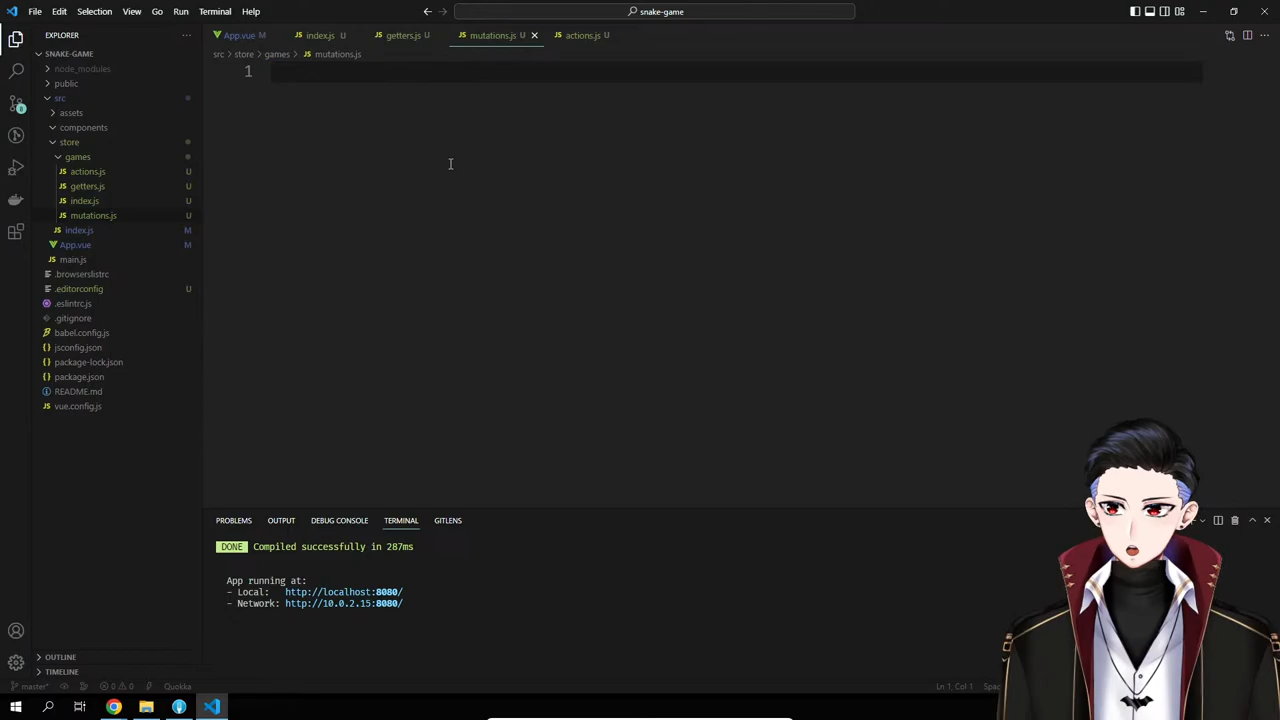 File Edit Selection View Go Run Terminal Help
snake-game
EXPLORER
App.vue M
index.js U
getters.js U
mutations.js U
actions.js U
SNAKE-GAME
src > store > games > mutations.js
1
node_modules
public
src
assets
components
store
games
actions.js U
getters.js U
index.js U
mutations.js U
index.js M
App.vue M
main.js
.browserslistrc
.editorconfig U
.eslintrc.js
.gitignore
babel.config.js
jsconfig.json
package-lock.json
package.json
README.md
vue.config.js
PROBLEMS OUTPUT DEBUG CONSOLE TERMINAL GITLENS
DONE Compiled successfully in 287ms
App running at:
- Local: http://localhost:8080/
- Network: http://10.0.2.15:8080/
OUTLINE
TIMELINE
master* 0 0 Quokka
Ln 1, Col 1